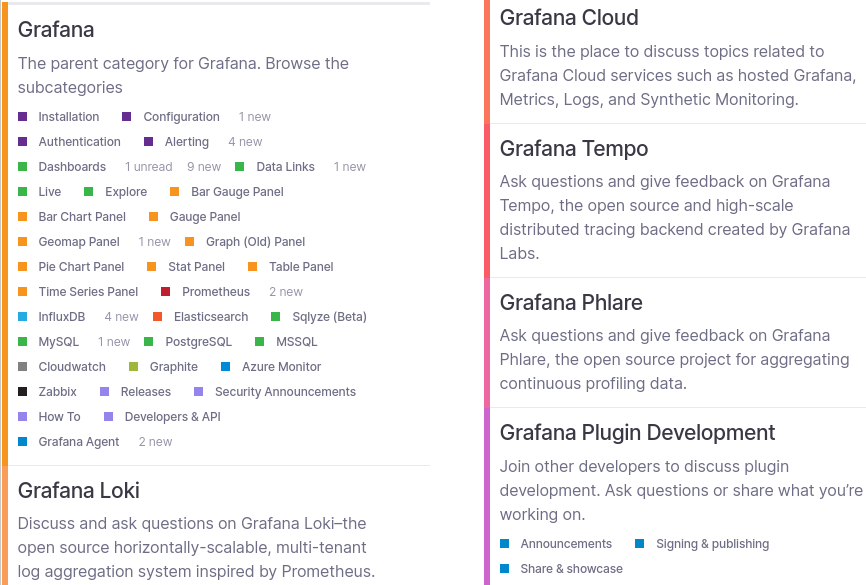 Grafana
The parent category for Grafana. Browse the
subcategories
Installation Configuration 1 new
Authentication Alerting 4 new
Dashboards 1 unread 9 new Data Links 1 new
Live Explore Bar Gauge Panel
Bar Chart Panel Gauge Panel
Geomap Panel 1 new Graph (Old) Panel
Pie Chart Panel Stat Panel Table Panel
Time Series Panel Prometheus 2 new
InfluxDB 4 new Elasticsearch Sqlyze (Beta)
MySQL 1 new PostgreSQL MSSQL
Cloudwatch Graphite Azure Monitor
Zabbix Releases Security Announcements
How To Developers & API
Grafana Agent 2 new
Grafana Loki
Discuss and ask questions on Grafana Loki–the
open source horizontally-scalable, multi-tenant
log aggregation system inspired by Prometheus.
Grafana Cloud
This is the place to discuss topics related to
Grafana Cloud services such as hosted Grafana,
Metrics, Logs, and Synthetic Monitoring.
Grafana Tempo
Ask questions and give feedback on Grafana
Tempo, the open source and high-scale
distributed tracing backend created by Grafana
Labs.
Grafana Phlare
Ask questions and give feedback on Grafana
Phlare, the open source project for aggregating
continuous profiling data.
Grafana Plugin Development
Join other developers to discuss plugin
development. Ask questions or share what you’re
working on.
Announcements Signing & publishing
Share & showcase